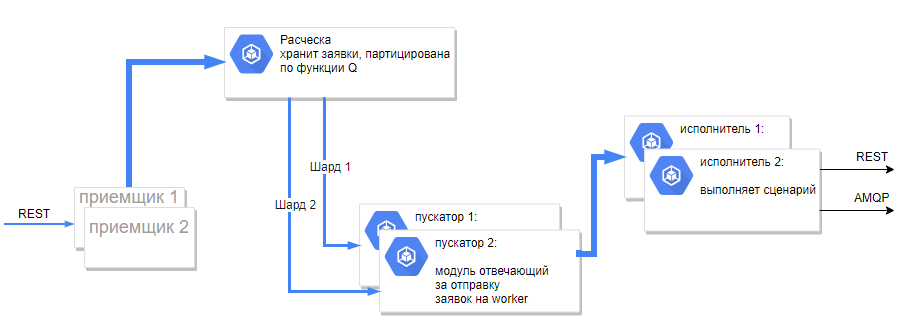 Расческа
хранит заявки, партицирована
по функции Q
исполнитель 1:
REST
исполнитель 2:
Шард 1
выполняет сценарий
приемщик 1
AMQP
Шард 2
REST
приемщик 2
пускатор 1:
пускатор 2:
модуль отвечающий
за отправку
заявок на worker